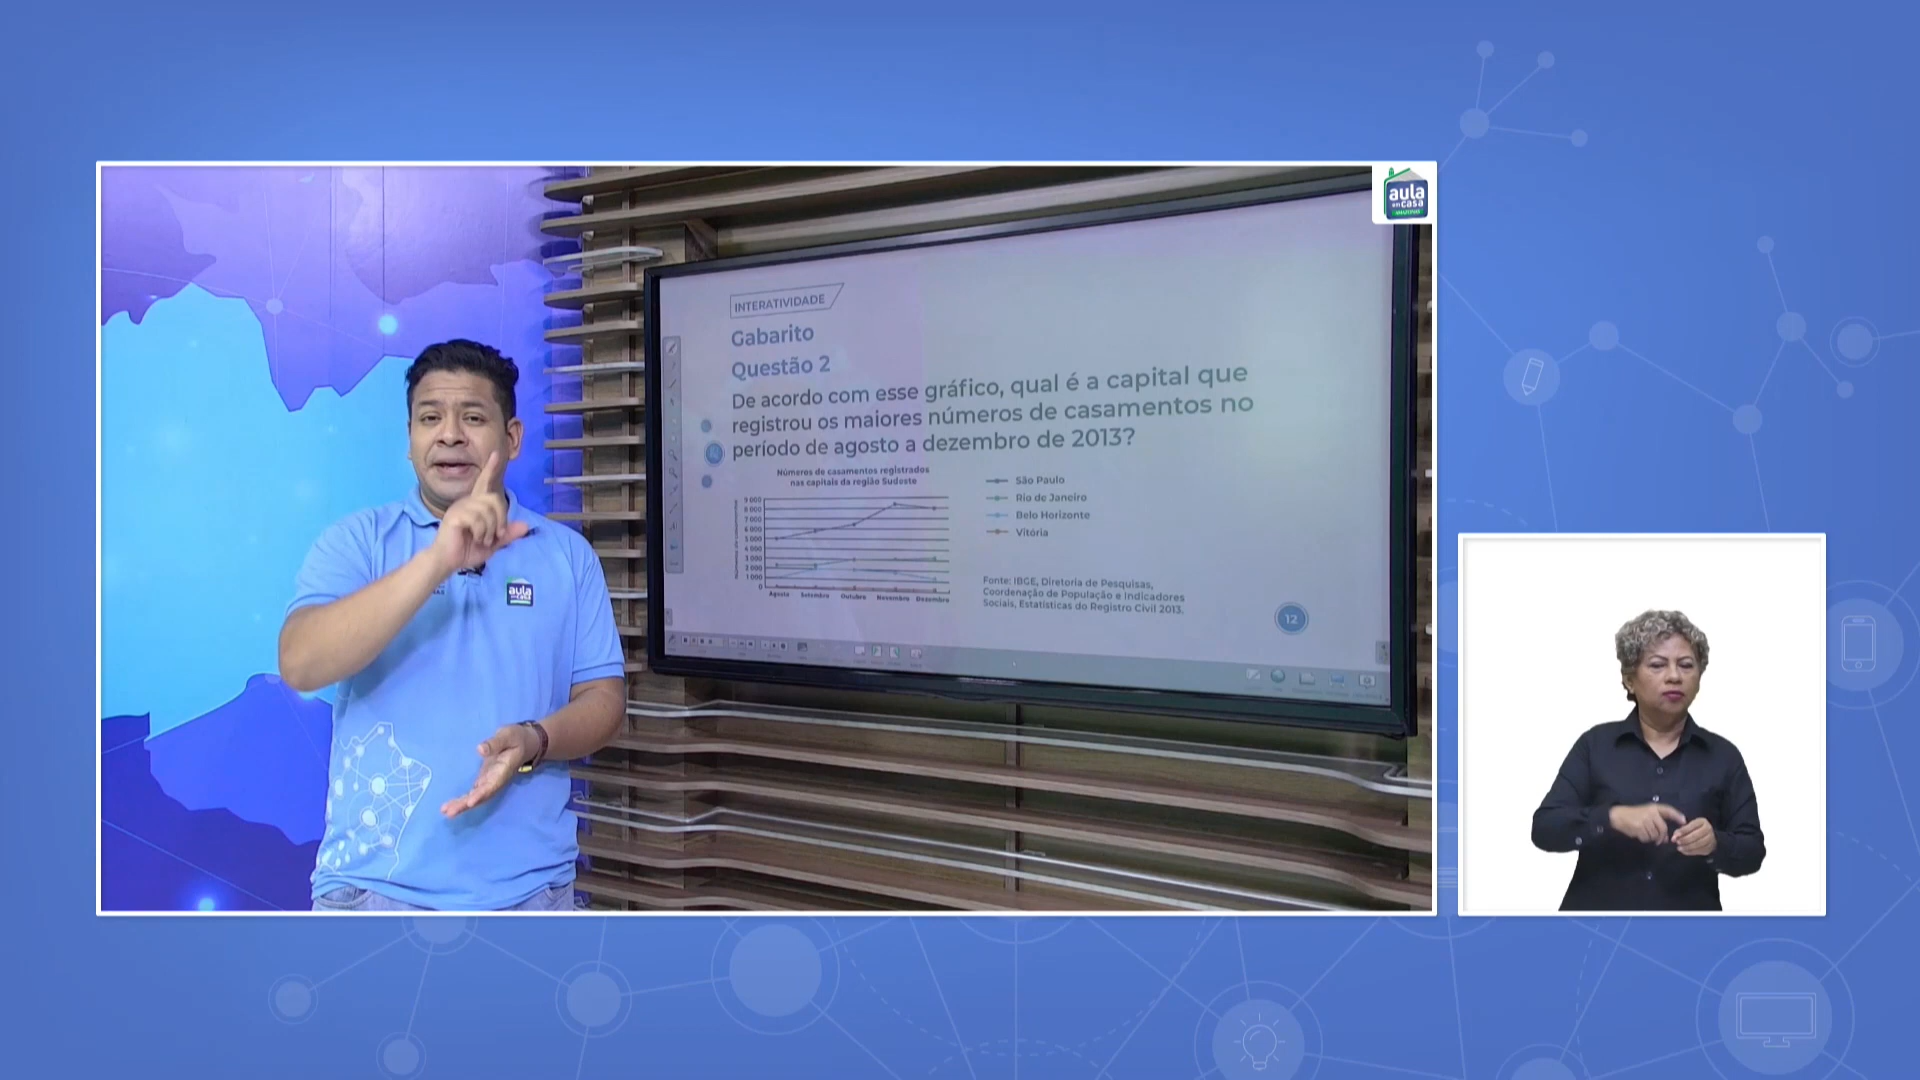 aula
em casa
INTERATIVIDADE
Gabarito
Questão 2
De acordo com esse gráfico, qual é a capital que
registrou os maiores números de casamentos no
período de agosto a dezembro de 2013?
Números de casamentos registrados
nas capitais da região Sudeste
9 000
8 000
7 000
6 000
5 000
4 000
3 000
2 000
1 000
0
Agosto Setembro Outubro Novembro Dezembro
São Paulo
Rio de Janeiro
Belo Horizonte
Vitória
Fonte: IBGE, Diretoria de Pesquisas,
Coordenação de População e Indicadores
Sociais, Estatísticas do Registro Civil 2013.
12
aula
em casa